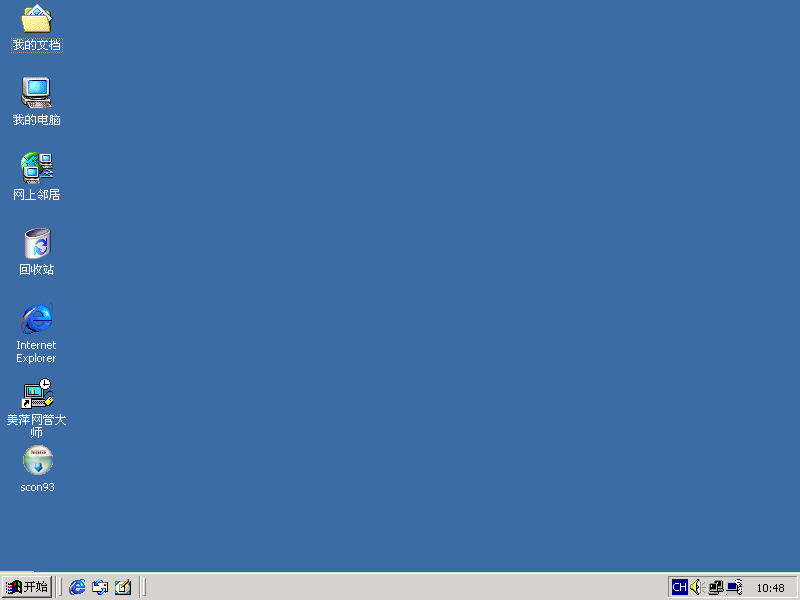 我的文档
我的电脑
网上邻居
回收站
Internet
Explorer
美萍网管大
师
scon93
开始
CH
10:48